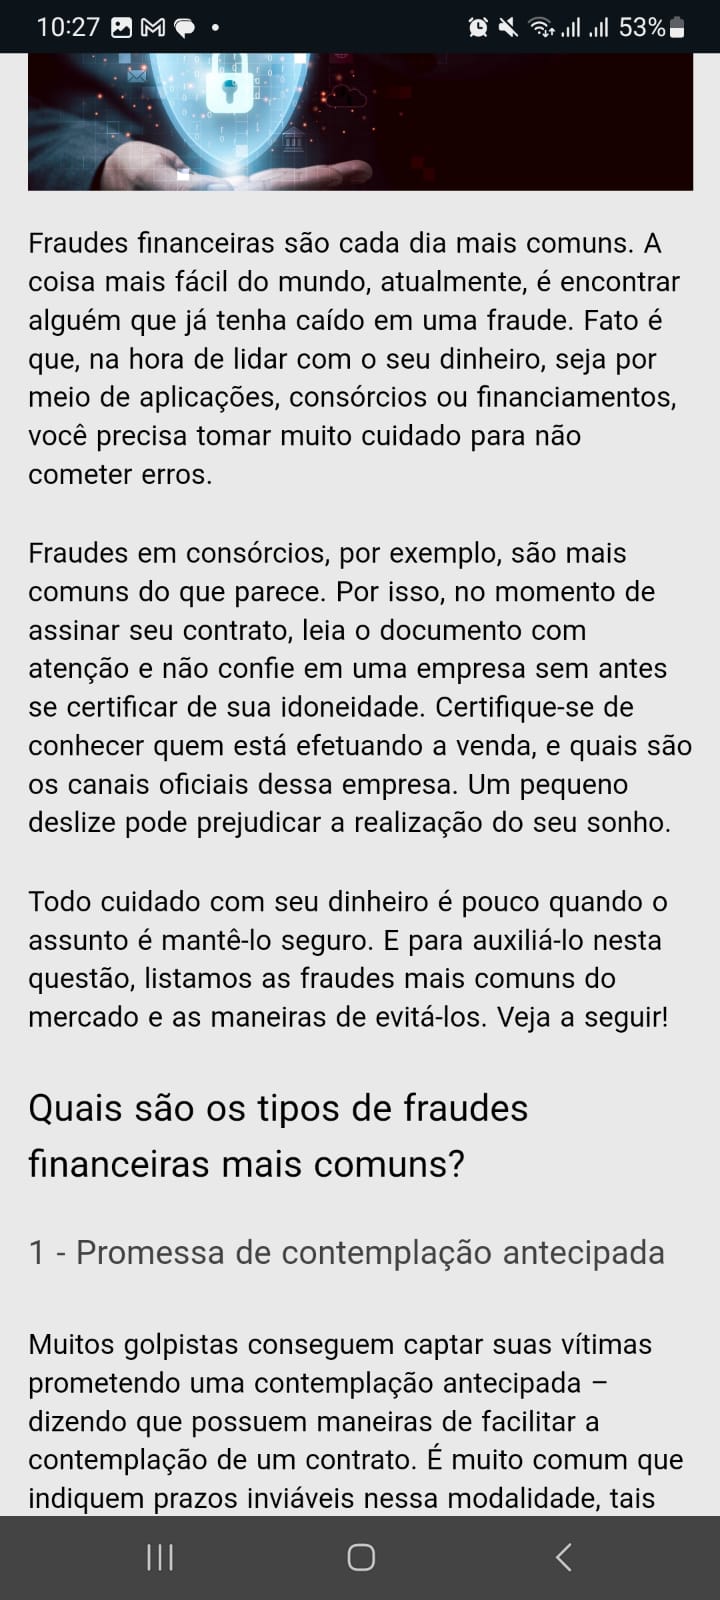 10:27
53%
Fraudes financeiras são cada dia mais comuns. A
coisa mais fácil do mundo, atualmente, é encontrar
alguém que já tenha caído em uma fraude. Fato é
que, na hora de lidar com o seu dinheiro, seja por
meio de aplicações, consórcios ou financiamentos,
você precisa tomar muito cuidado para não
cometer erros.
Fraudes em consórcios, por exemplo, são mais
comuns do que parece. Por isso, no momento de
assinar seu contrato, leia o documento com
atenção e não confie em uma empresa sem antes
se certificar de sua idoneidade. Certifique-se de
conhecer quem está efetuando a venda, e quais são
os canais oficiais dessa empresa. Um pequeno
deslize pode prejudicar a realização do seu sonho.
Todo cuidado com seu dinheiro é pouco quando o
assunto é mantê-lo seguro. E para auxiliá-lo nesta
questão, listamos as fraudes mais comuns do
mercado e as maneiras de evitá-los. Veja a seguir!
Quais são os tipos de fraudes
financeiras mais comuns?
1 - Promessa de contemplação antecipada
Muitos golpistas conseguem captar suas vítimas
prometendo uma contemplação antecipada –
dizendo que possuem maneiras de facilitar a
contemplação de um contrato. É muito comum que
indiquem prazos inviáveis nessa modalidade, tais